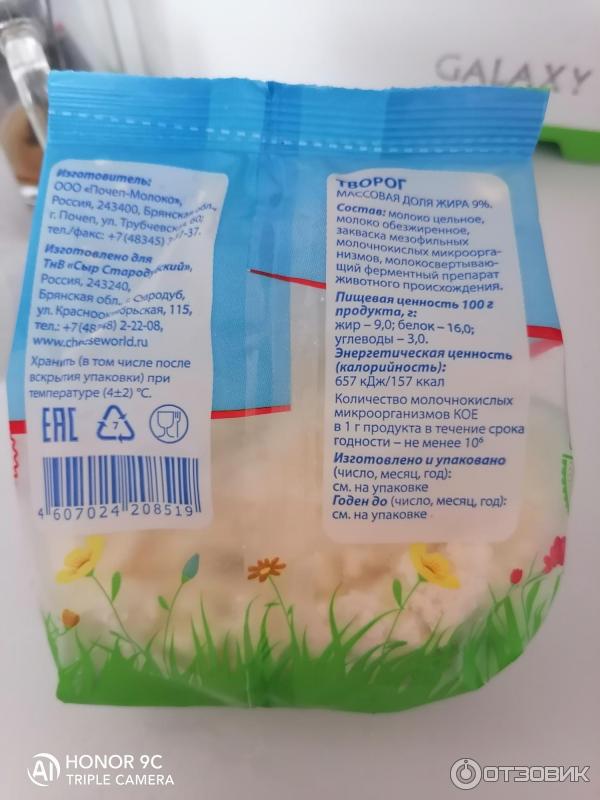 GALAXY
Изготовитель:
ООО «Почеп-Молоко»,
Россия, 243400, Брянская обл.,
г. Почеп, ул. Трубчевская, 60;
тел./факс: +7(48345)
Изготовлено для
ТнВ «Сыр Стародубский»,
Россия, 243240,
Брянская обл., г. Стародуб,
ул. Краснооктябрьская, 115,
тел.: 2-22-08,
www.cheeseworld.ru
Хранить (в том числе после
вскрытия упаковки) при
температуре (4±2) °С.
EAC
7
4 607024 208519
ТВОРОГ
МАССОВАЯ ДОЛЯ ЖИРА 9%.
Состав: молоко цельное,
молоко обезжиренное,
закваска мезофильных
молочнокислых микроорга-
низмов, молокосвертываю-
щий ферментный препарат
животного происхождения.
Пищевая ценность 100 г
продукта, г:
жир – 9,0; белок – 16,0;
углеводы – 3,0.
Энергетическая ценность
(калорийность):
657 кДж/157 ккал
Количество молочнокислых
микроорганизмов КОЕ
в 1 г продукта в течение срока
годности – не менее 10⁶
Изготовлено и упаковано
(число, месяц, год):
см. на упаковке
Годен до (число, месяц, год):
см. на упаковке
HONOR 9C
TRIPLE CAMERA
ОТЗОВИК